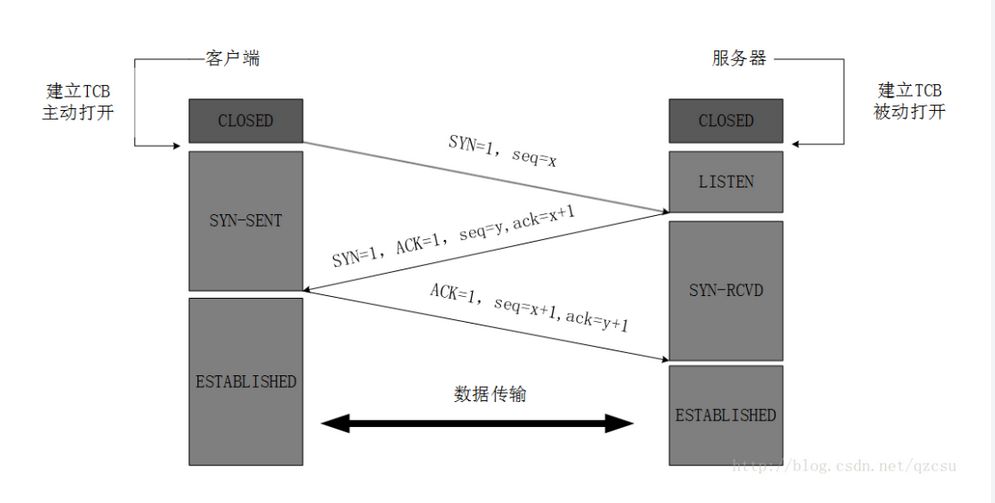 客户端
服务器
建立TCB
主动打开
建立TCB
被动打开
CLOSED
CLOSED
SYN=1, seq=x
LISTEN
SYN-SENT
SYN=1, ACK=1, seq=y,ack=x+1
SYN-RCVD
ACK=1, seq=x+1,ack=y+1
ESTABLISHED
数据传输
ESTABLISHED
http://blog.csdn.net/qzcsu